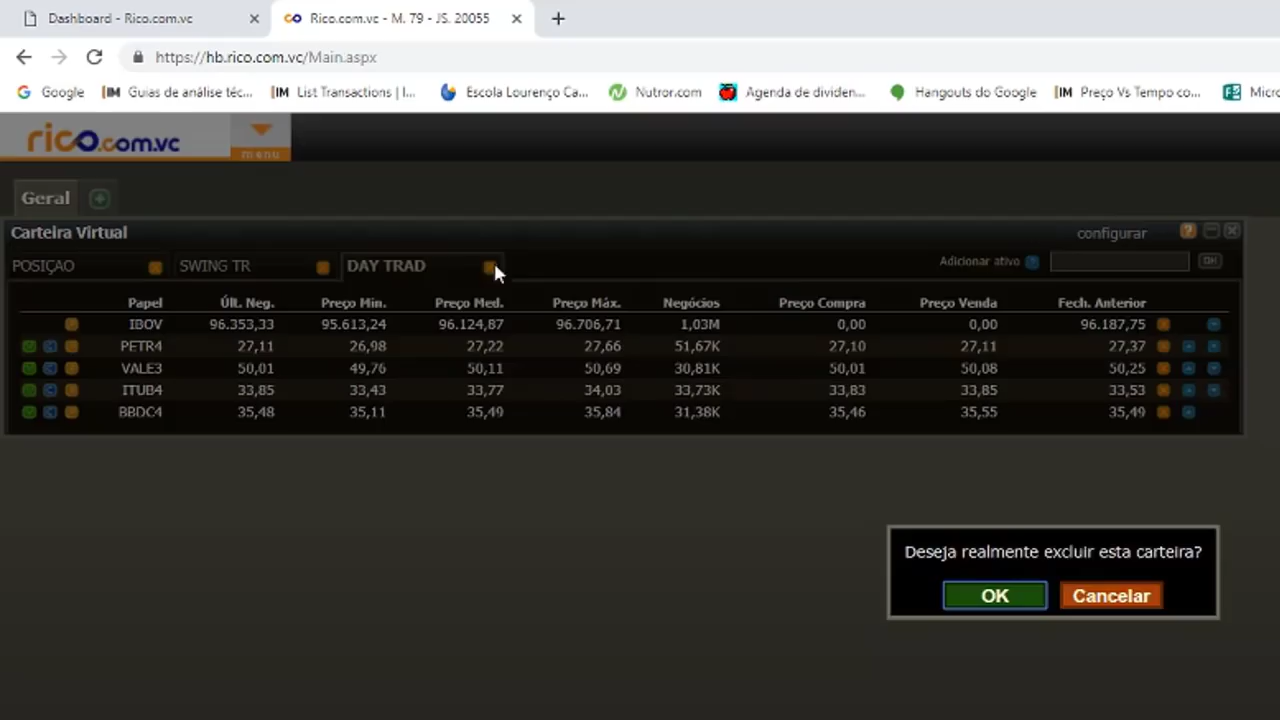 Dashboard - Rico.com.vc
Rico.com.vc - M. 79 - JS. 20055
https://hb.rico.com.vc/Main.aspx
Google
Guias de análise téc...
List Transactions | I...
Escola Lourenço Ca...
Nutror.com
Agenda de dividen...
Hangouts do Google
Preço Vs Tempo co...
Micro
rico.com.vc
menu
Geral
Carteira Virtual
configurar
?
POSIÇAO
SWING TR
DAY TRAD
Adicionar ativo
OK
Papel Últ. Neg. Preço Min. Preço Med. Preço Máx. Negócios Preço Compra Preço Venda Fech. Anterior
IBOV 96.353,33 95.613,24 96.124,87 96.706,71 1,03M 0,00 0,00 96.187,75
PETR4 27,11 26,98 27,22 27,66 51,67K 27,10 27,11 27,37
VALE3 50,01 49,76 50,11 50,69 30,81K 50,01 50,08 50,25
ITUB4 33,85 33,43 33,77 34,03 33,73K 33,83 33,85 33,53
BBDC4 35,48 35,11 35,49 35,84 31,38K 35,46 35,55 35,49
Deseja realmente excluir esta carteira?
OK
Cancelar